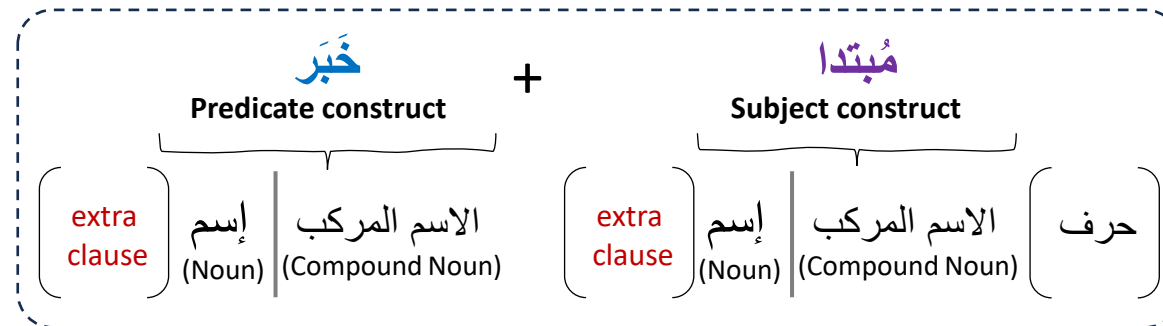 مُبتدا + خَبَر
Subject construct Predicate construct
حرف الاسم المركب إسم extra clause الاسم المركب إسم extra clause
(Compound Noun) (Noun) (Compound Noun) (Noun)